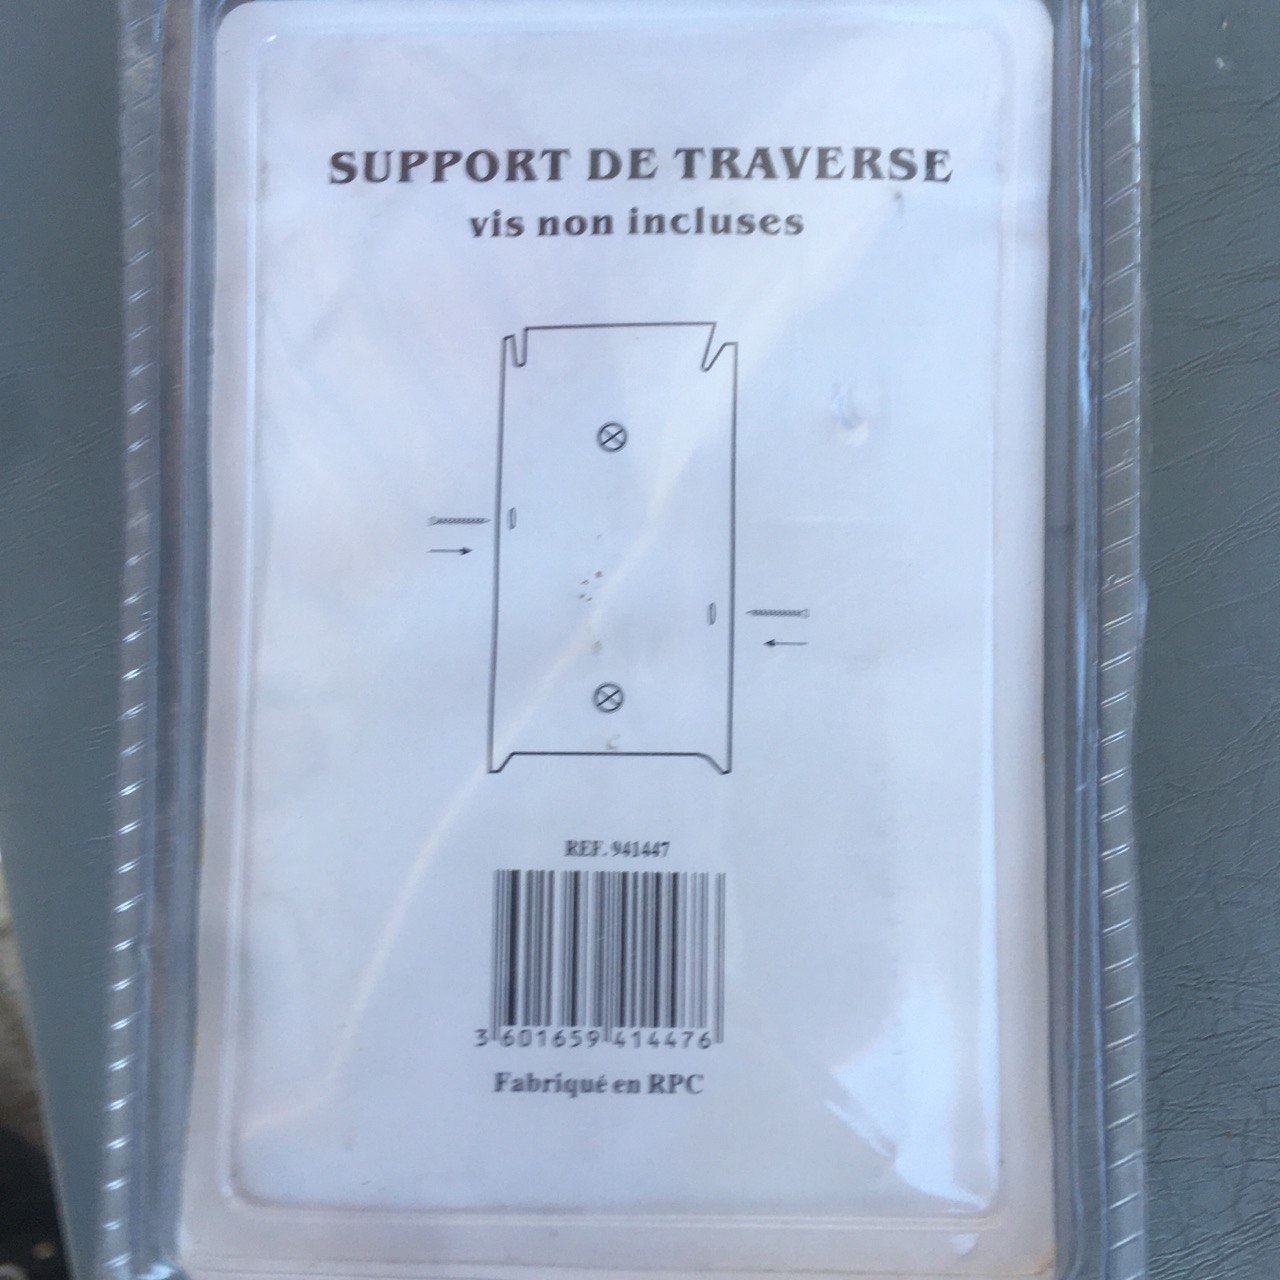 SUPPORT DE TRAVERSE
vis non incluses
REF. 941447
3 601659 414476
Fabriqué en RPC